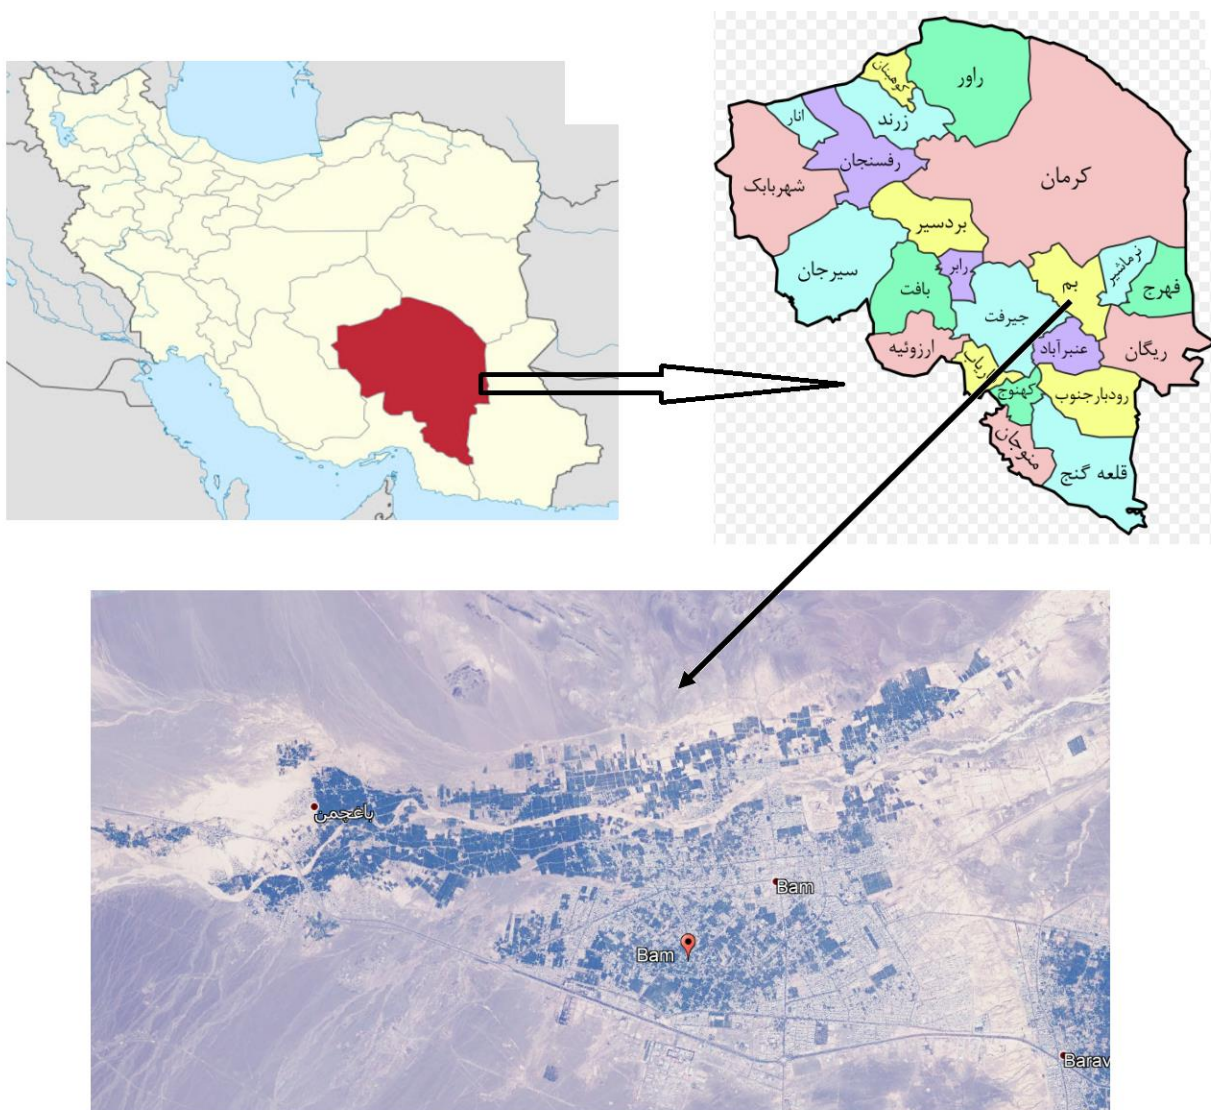 راور
کوهبنان
زرند
انار
رفسنجان
کرمان
شهربابک
بردسیر
نرماشیر
رابر
بم
سیرجان
فهرج
بافت
جیرفت
عنبرآباد
ریگان
ارزوئیه
کهنوج
رودبارجنوب
منوجان
قلعه گنج
باغچمن
Bam
Bam
Barav